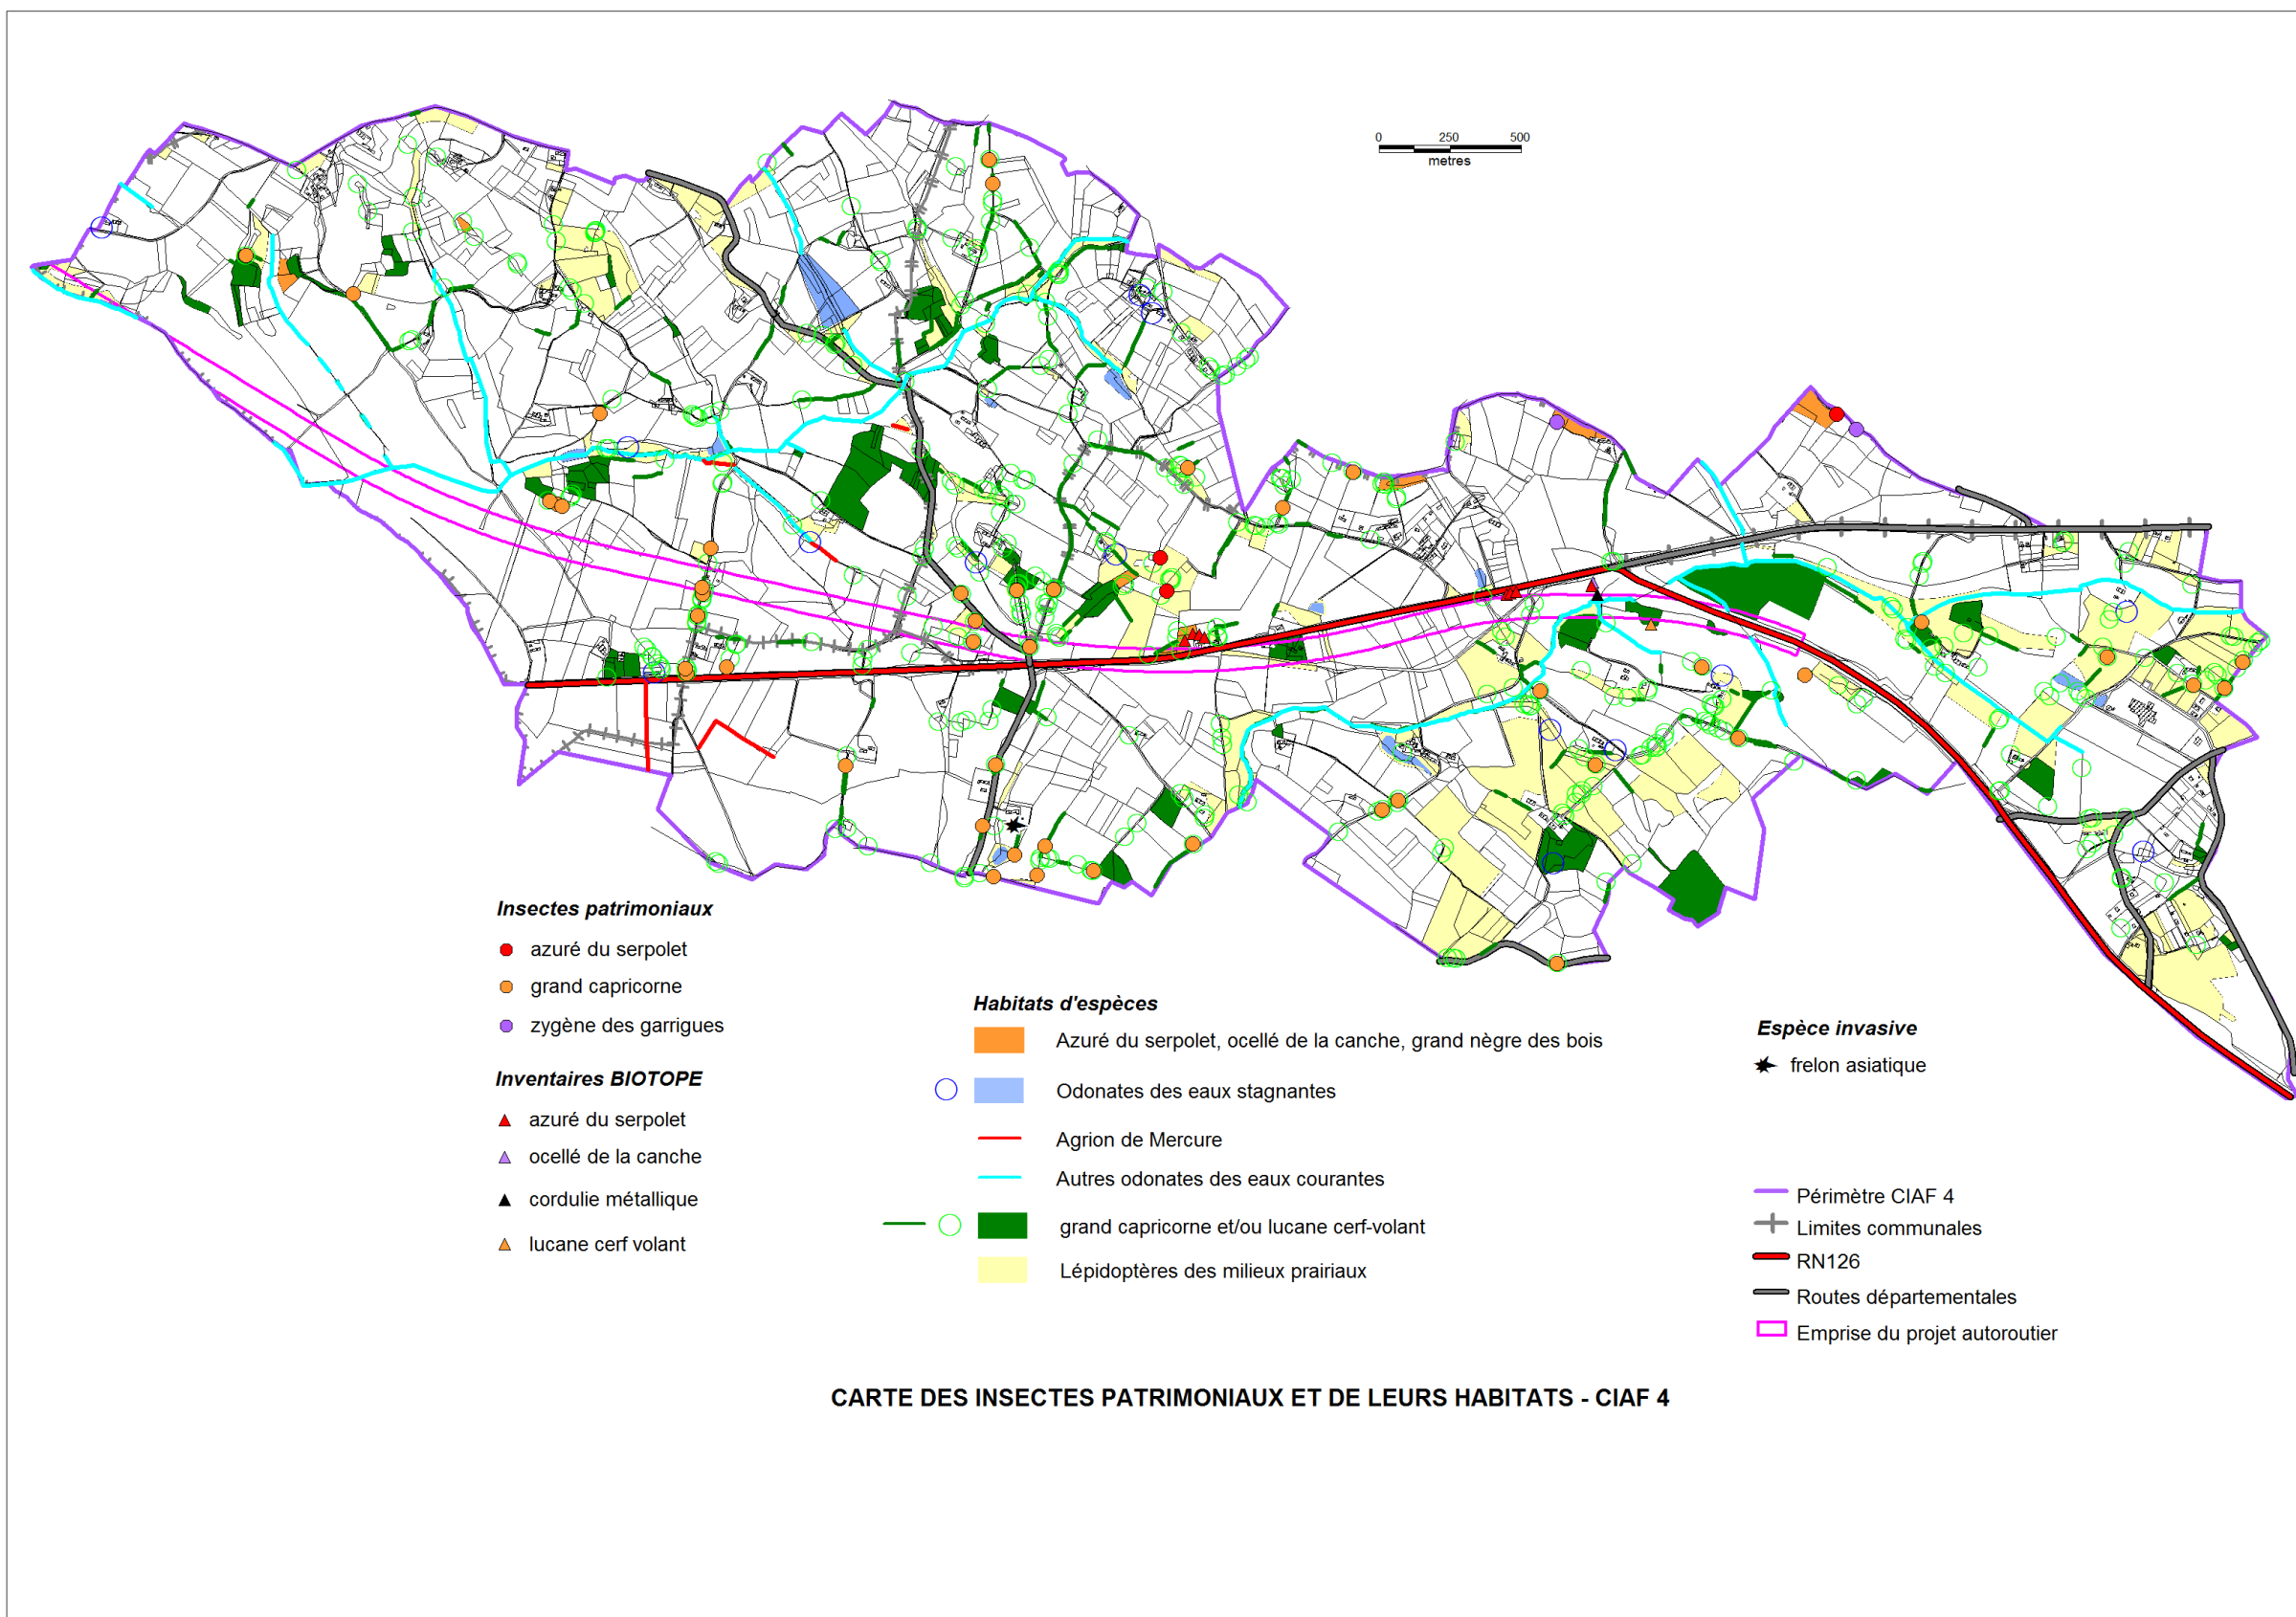 0 250 500
metres
Insectes patrimoniaux
azuré du serpolet
grand capricorne
zygène des garrigues
Inventaires BIOTOPE
azuré du serpolet
ocellé de la canche
cordulie métallique
lucane cerf volant
Habitats d'espèces
Azuré du serpolet, ocellé de la canche, grand nègre des bois
Odonates des eaux stagnantes
Agrion de Mercure
Autres odonates des eaux courantes
grand capricorne et/ou lucane cerf-volant
Lépidoptères des milieux prairiaux
Espèce invasive
frelon asiatique
Périmètre CIAF 4
Limites communales
RN126
Routes départementales
Emprise du projet autoroutier
CARTE DES INSECTES PATRIMONIAUX ET DE LEURS HABITATS - CIAF 4